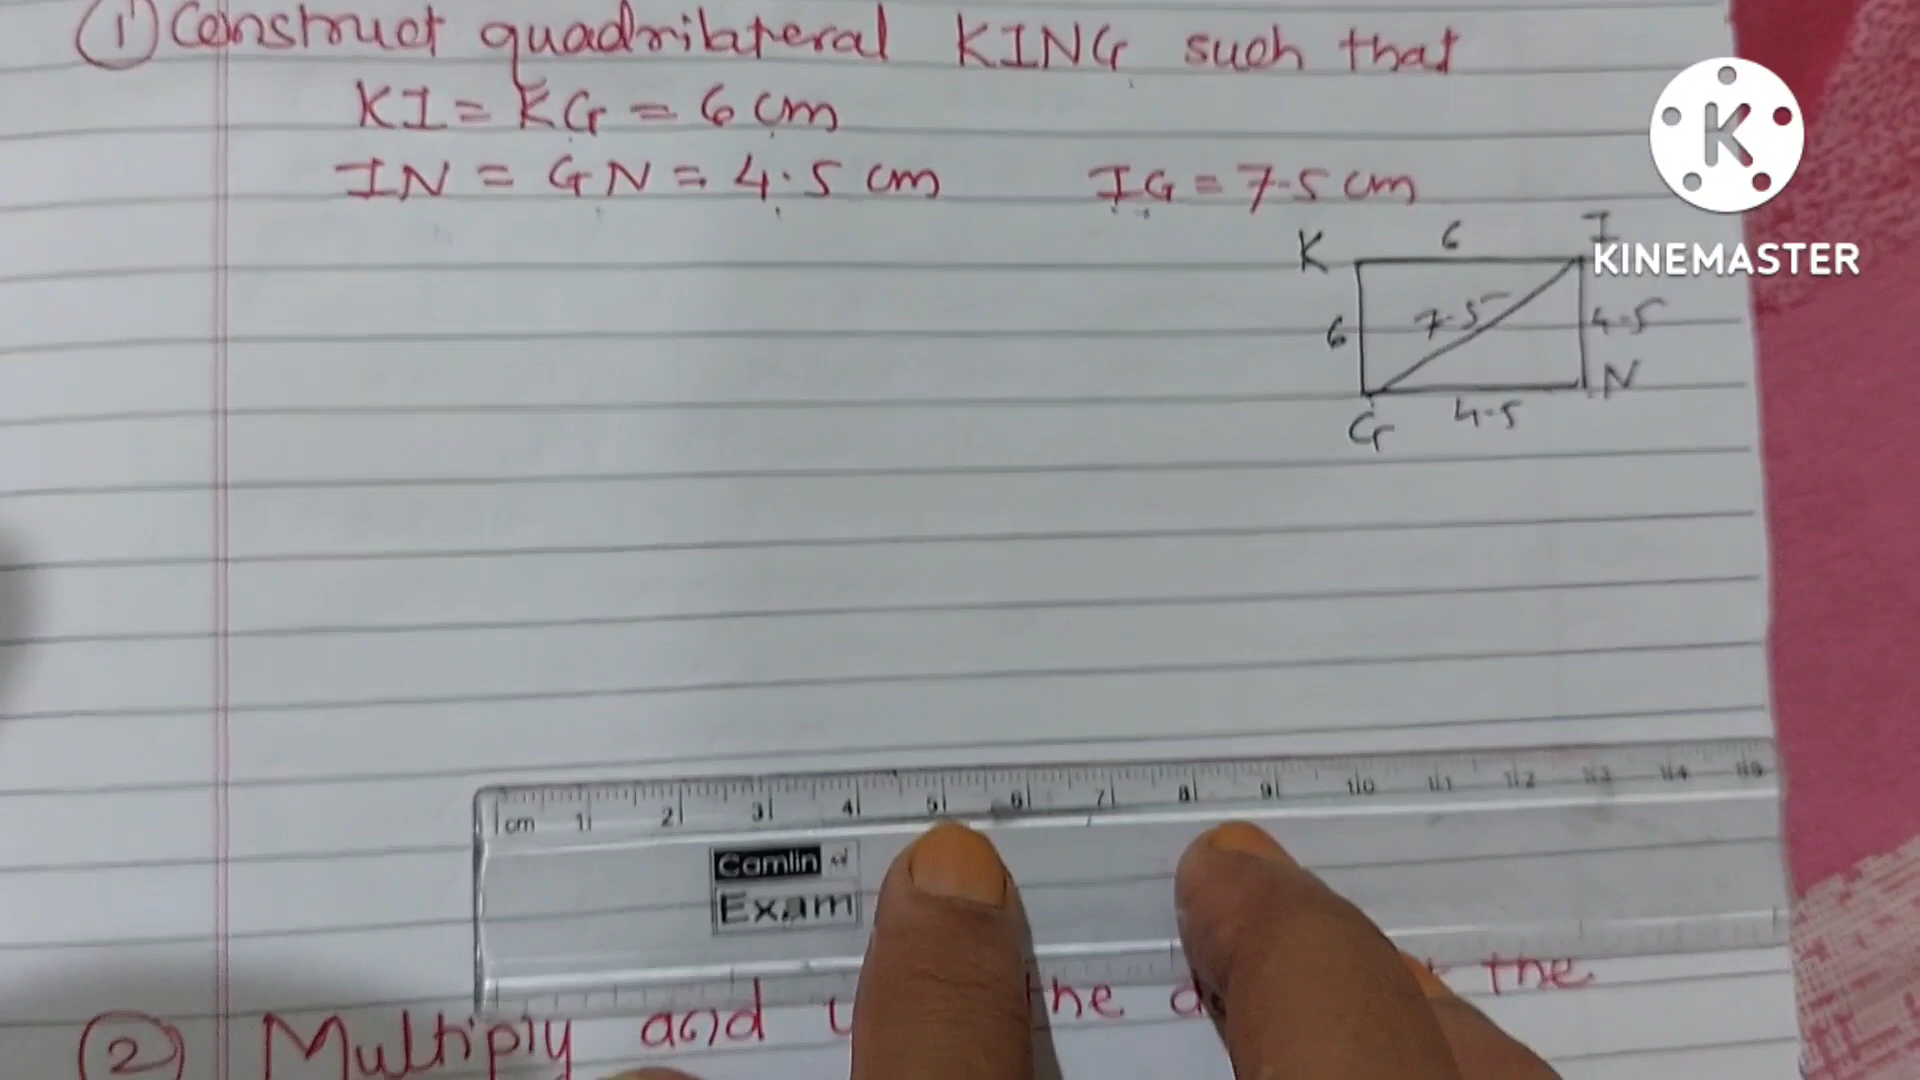 ① Construct quadrilateral KING such that
KI = KG = 6 cm
IN = GN = 4.5 cm IG = 7.5 cm
K 6 I
6 7.5 4.5
G 4.5 N
K
KINEMASTER
cm 1 2 3 4 5 6 7 8 9 10 11 12 13 14 15
Camlin
Exam
② Multiply and the the